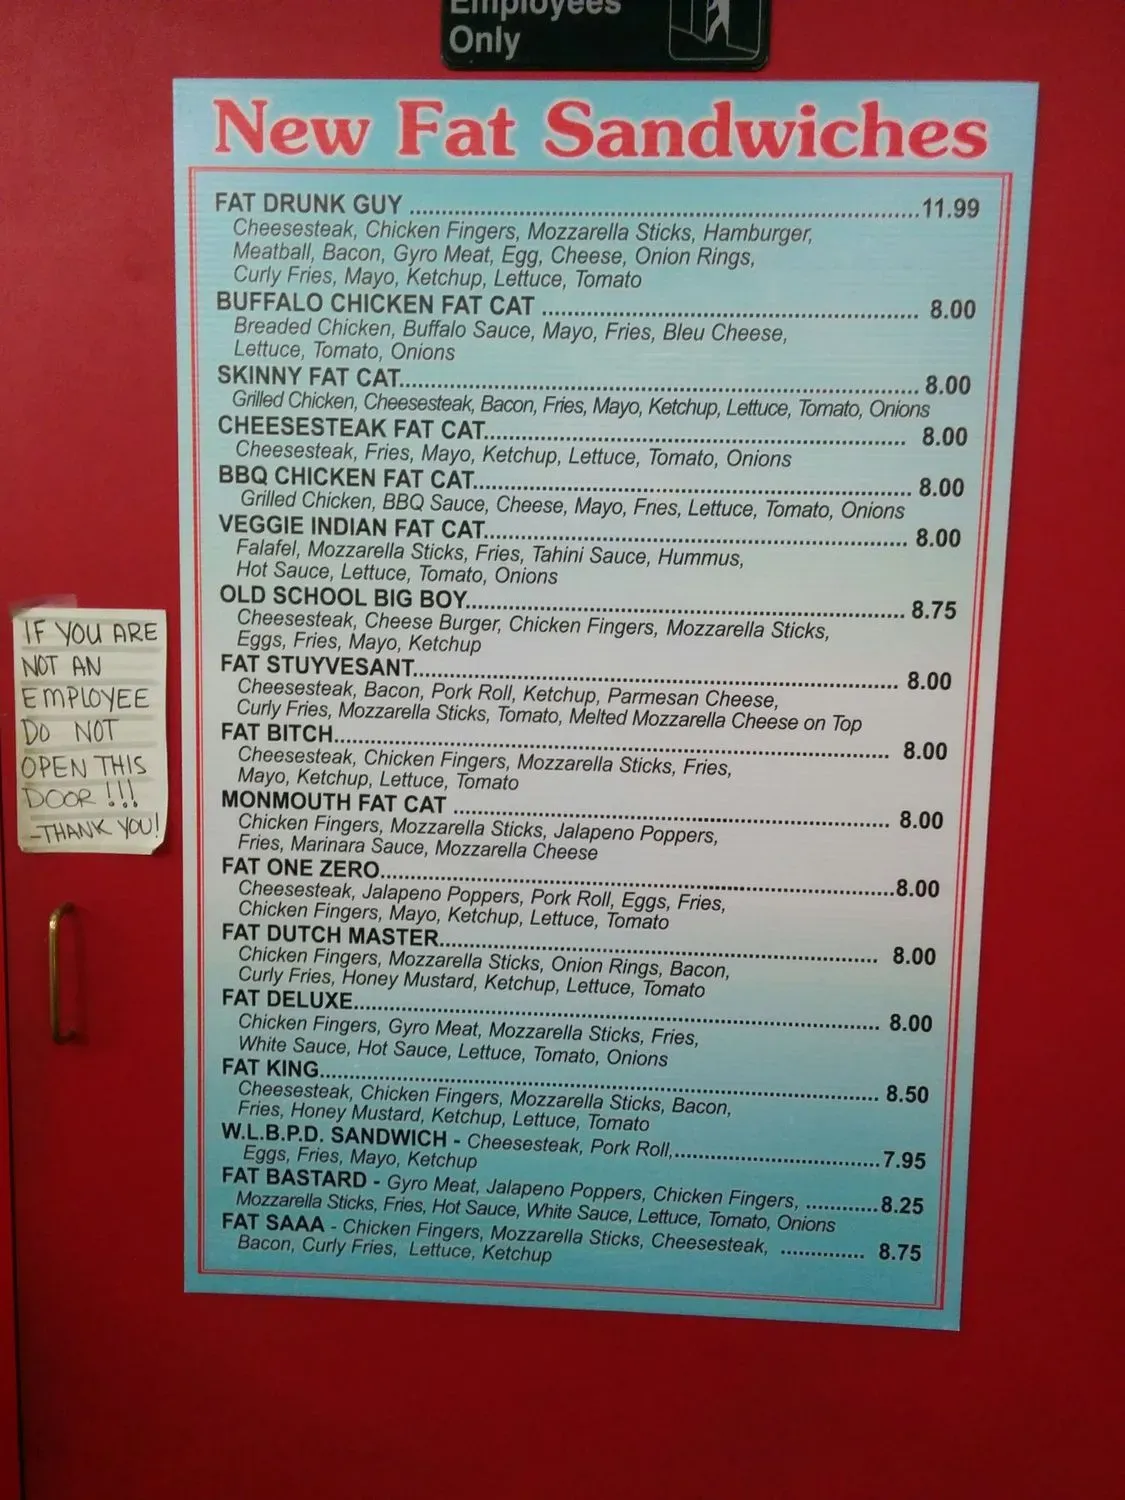 Employees
Only
New Fat Sandwiches
FAT DRUNK GUY ........ 11.99
Cheesesteak, Chicken Fingers, Mozzarella Sticks, Hamburger,
Meatball, Bacon, Gyro Meat, Egg, Cheese, Onion Rings,
Curly Fries, Mayo, Ketchup, Lettuce, Tomato
BUFFALO CHICKEN FAT CAT ........ 8.00
Breaded Chicken, Buffalo Sauce, Mayo, Fries, Bleu Cheese,
Lettuce, Tomato, Onions
SKINNY FAT CAT........ 8.00
Grilled Chicken, Cheesesteak, Bacon, Fries, Mayo, Ketchup, Lettuce, Tomato, Onions
CHEESESTEAK FAT CAT........ 8.00
Cheesesteak, Fries, Mayo, Ketchup, Lettuce, Tomato, Onions
BBQ CHICKEN FAT CAT........ 8.00
Grilled Chicken, BBQ Sauce, Cheese, Mayo, Fries, Lettuce, Tomato, Onions
VEGGIE INDIAN FAT CAT........ 8.00
Falafel, Mozzarella Sticks, Fries, Tahini Sauce, Hummus,
Hot Sauce, Lettuce, Tomato, Onions
OLD SCHOOL BIG BOY........ 8.75
Cheesesteak, Cheese Burger, Chicken Fingers, Mozzarella Sticks,
Eggs, Fries, Mayo, Ketchup
FAT STUYVESANT........ 8.00
Cheesesteak, Bacon, Pork Roll, Ketchup, Parmesan Cheese,
Curly Fries, Mozzarella Sticks, Tomato, Melted Mozzarella Cheese on Top
FAT BITCH........ 8.00
Cheesesteak, Chicken Fingers, Mozzarella Sticks, Fries,
Mayo, Ketchup, Lettuce, Tomato
MONMOUTH FAT CAT ........ 8.00
Chicken Fingers, Mozzarella Sticks, Jalapeno Poppers,
Fries, Marinara Sauce, Mozzarella Cheese
FAT ONE ZERO........8.00
Cheesesteak, Jalapeno Poppers, Pork Roll, Eggs, Fries,
Chicken Fingers, Mayo, Ketchup, Lettuce, Tomato
FAT DUTCH MASTER........ 8.00
Chicken Fingers, Mozzarella Sticks, Onion Rings, Bacon,
Curly Fries, Honey Mustard, Ketchup, Lettuce, Tomato
FAT DELUXE........ 8.00
Chicken Fingers, Gyro Meat, Mozzarella Sticks, Fries,
White Sauce, Hot Sauce, Lettuce, Tomato, Onions
FAT KING........ 8.50
Cheesesteak, Chicken Fingers, Mozzarella Sticks, Bacon,
Fries, Honey Mustard, Ketchup, Lettuce, Tomato
W.L.B.P.D. SANDWICH - Cheesesteak, Pork Roll,........7.95
Eggs, Fries, Mayo, Ketchup
FAT BASTARD - Gyro Meat, Jalapeno Poppers, Chicken Fingers, ........8.25
Mozzarella Sticks, Fries, Hot Sauce, White Sauce, Lettuce, Tomato, Onions
FAT SAAA - Chicken Fingers, Mozzarella Sticks, Cheesesteak, ........ 8.75
Bacon, Curly Fries, Lettuce, Ketchup
IF YOU ARE
NOT AN
EMPLOYEE
DO NOT
OPEN THIS
DOOR!!!
-THANK YOU!